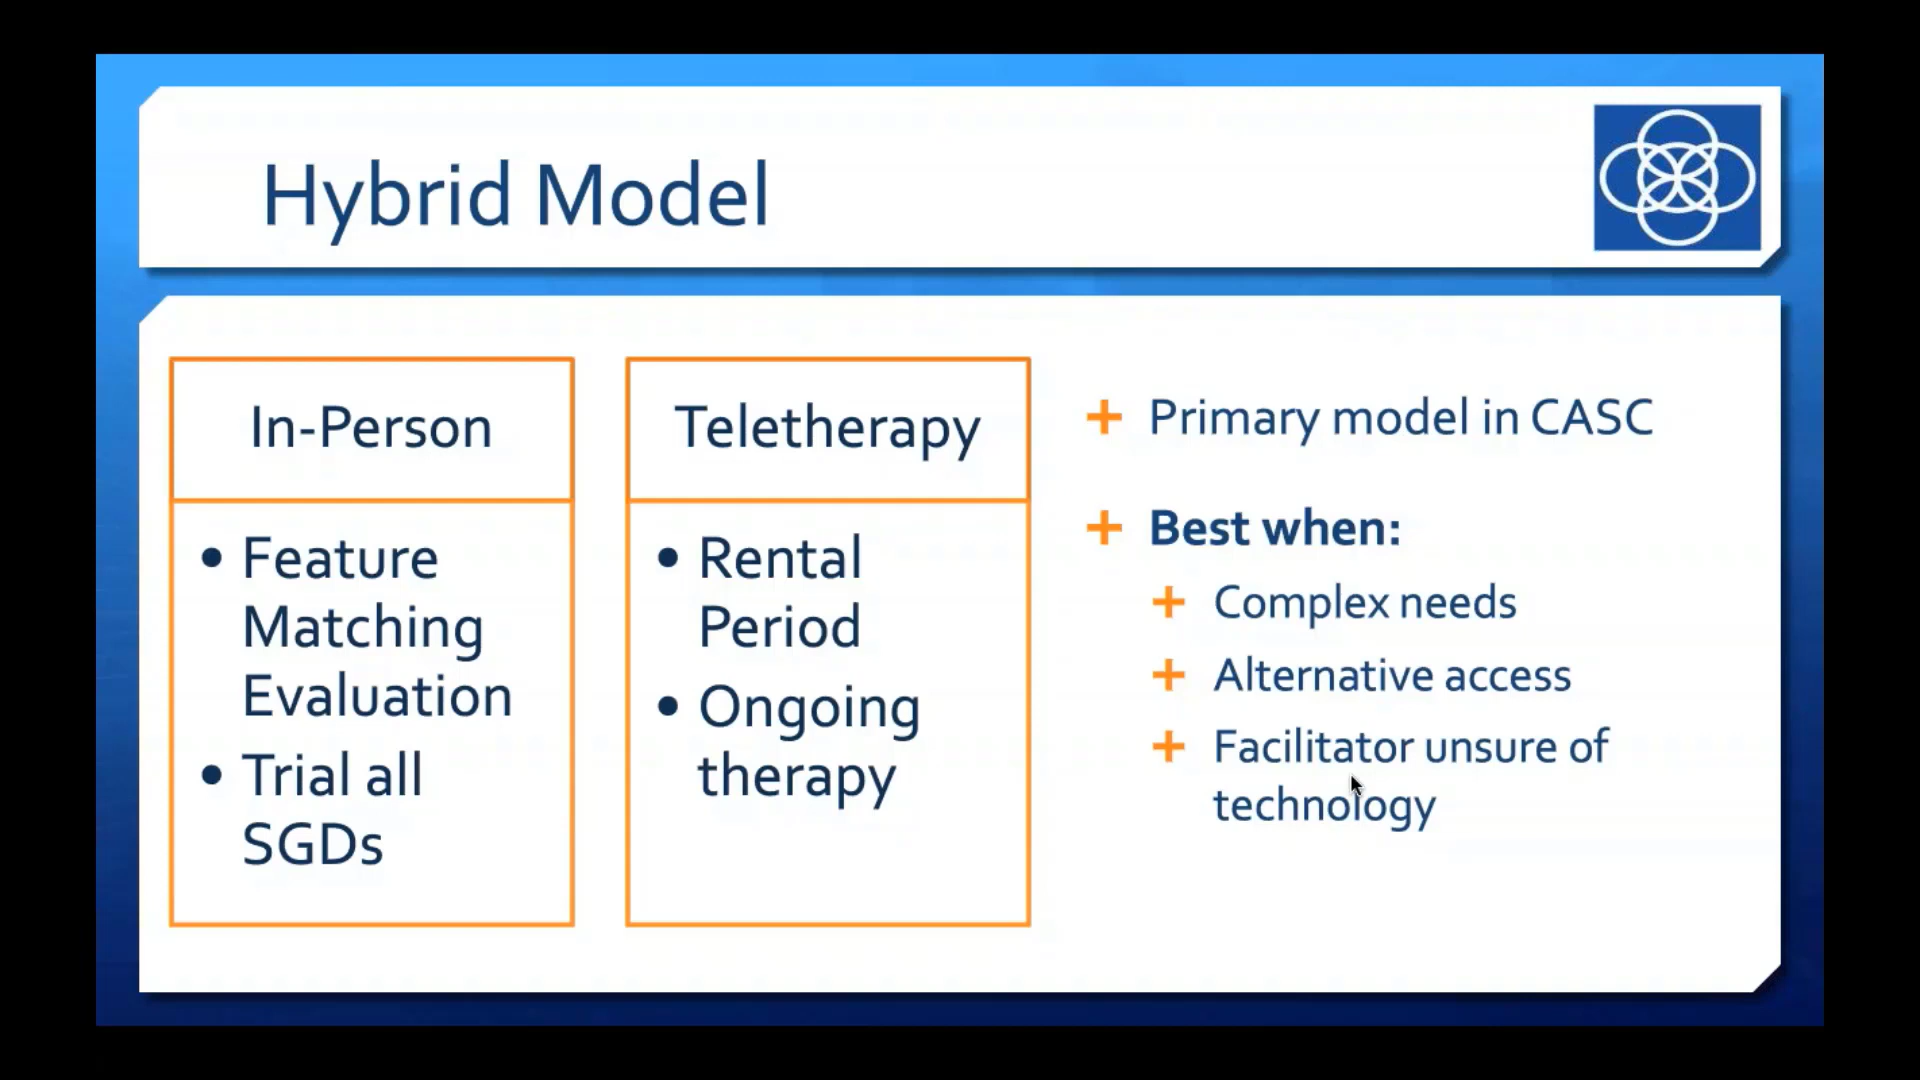 Hybrid Model
In-Person
• Feature
Matching
Evaluation
• Trial all
SGDs
Teletherapy
• Rental
Period
• Ongoing
therapy
+ Primary model in CASC
+ Best when:
+ Complex needs
+ Alternative access
+ Facilitator unsure of
technology